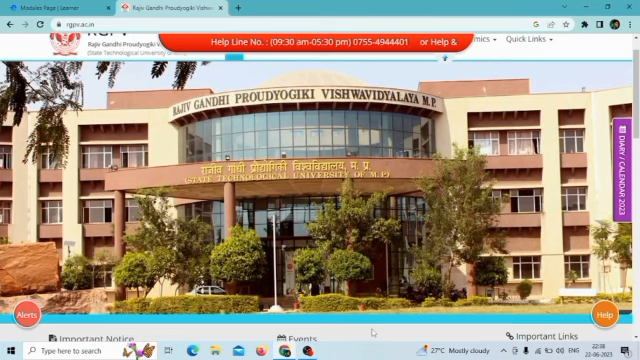 Modules Page | Learner
Rajiv Gandhi Proudyogiki Vishwa
rgpv.ac.in
Rajiv Gandhi Proudyogiki
(State Technological University
Help Line No. : (09:30 am-05:30 pm) 0755-4944401 or Help &
Quick Links
RAJIV GANDHI PROUDYOGIKI VISHWAVIDYALAYA M.P.
राजीव गांधी प्रौद्योगिकी विश्वविद्यालय, म. प्र.
(STATE TECHNOLOGICAL UNIVERSITY OF M.P)
DIARY / CALENDAR 2023
Alerts
Help
Important Notice
Events
Important Links
Type here to search
27°C Mostly cloudy
ENG
22:38
22-06-2023